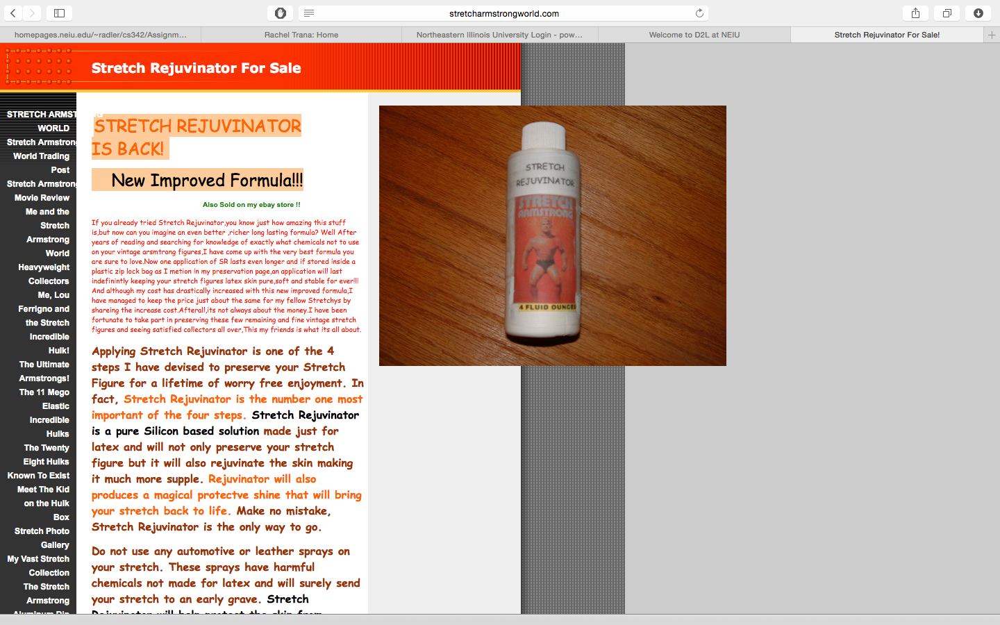 stretcharmstrongworld.com
homepages.neiu.edu/~radler/cs342/Assignm...
Rachel Trana: Home
Northeastern Illinois University Login - pow...
Welcome to D2L at NEIU
Stretch Rejuvinator For Sale!
Stretch Rejuvinator For Sale
STRETCH ARMST
WORLD
Stretch Armstrong
World Trading
Post
Stretch Armstrong
Movie Review
Me and the
Stretch
Armstrong
World
Heavyweight
Collectors
Me, Lou
Ferrigno and
the Stretch
Incredible
Hulk!
The Ultimate
Armstrongs!
The 11 Mego
Elastic
Incredible
Hulks
The Twenty
Eight Hulks
Known To Exist
Meet The Kid
on the Hulk
Box
Stretch Photo
Gallery
My Vast Stretch
Collection
The Stretch
Armstrong
STRETCH REJUVINATOR
IS BACK!
New Improved Formula!!!
Also Sold on my ebay store !!
If you already tried Stretch Rejuvinator,you know just how amazing this stuff
is,but now can you imagine an even better ,richer long lasting formula? Well After
years of reading and searching for knowledge of exactly what chemicals not to use
on your vintage arsmtrong figures,I have come up with the very best formula you
are sure to love.Now one application of SR lasts even longer and if stored inside a
plastic zip lock bag as I metion in my preservation page,an application will last
indefinintly keeping your stretch figures latex skin pure,soft and stable for ever!!!
And although my cost has drastically increased with this new improved formula,I
have managed to keep the price just about the same for my fellow Stretchys by
shareing the increase cost.Afterall,its not always about the money.I have been
fortunate to take part in preserving these few remaining and fine vintage stretch
figures and seeing satisfied collectors all over,This my friends is what its all about.
Applying Stretch Rejuvinator is one of the 4
steps I have devised to preserve your Stretch
Figure for a lifetime of worry free enjoyment. In
fact, Stretch Rejuvinator is the number one most
important of the four steps. Stretch Rejuvinator
is a pure Silicon based solution made just for
latex and will not only preserve your stretch
figure but it will also rejuvinate the skin making
it much more supple. Rejuvinator will also
produces a magical protectve shine that will bring
your stretch back to life. Make no mistake,
Stretch Rejuvinator is the only way to go.
Do not use any automotive or leather sprays on
your stretch. These sprays have harmful
chemicals not made for latex and will surely send
your stretch to an early grave. Stretch
STRETCH
REJUVINATOR
STRETCH
ARMSTRONG
4 FLUID OUNCES